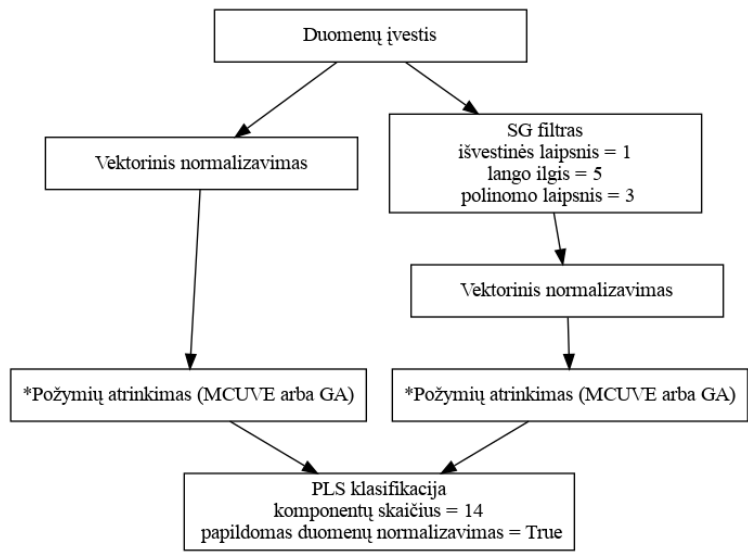 Duomenų įvestis
Vektorinis normalizavimas
SG filtras
išvestinės laipsnis = 1
lango ilgis = 5
polinomo laipsnis = 3
Vektorinis normalizavimas
*Požymių atrinkimas (MCUVE arba GA)
*Požymių atrinkimas (MCUVE arba GA)
PLS klasifikacija
komponentų skaičius = 14
papildomas duomenų normalizavimas = True